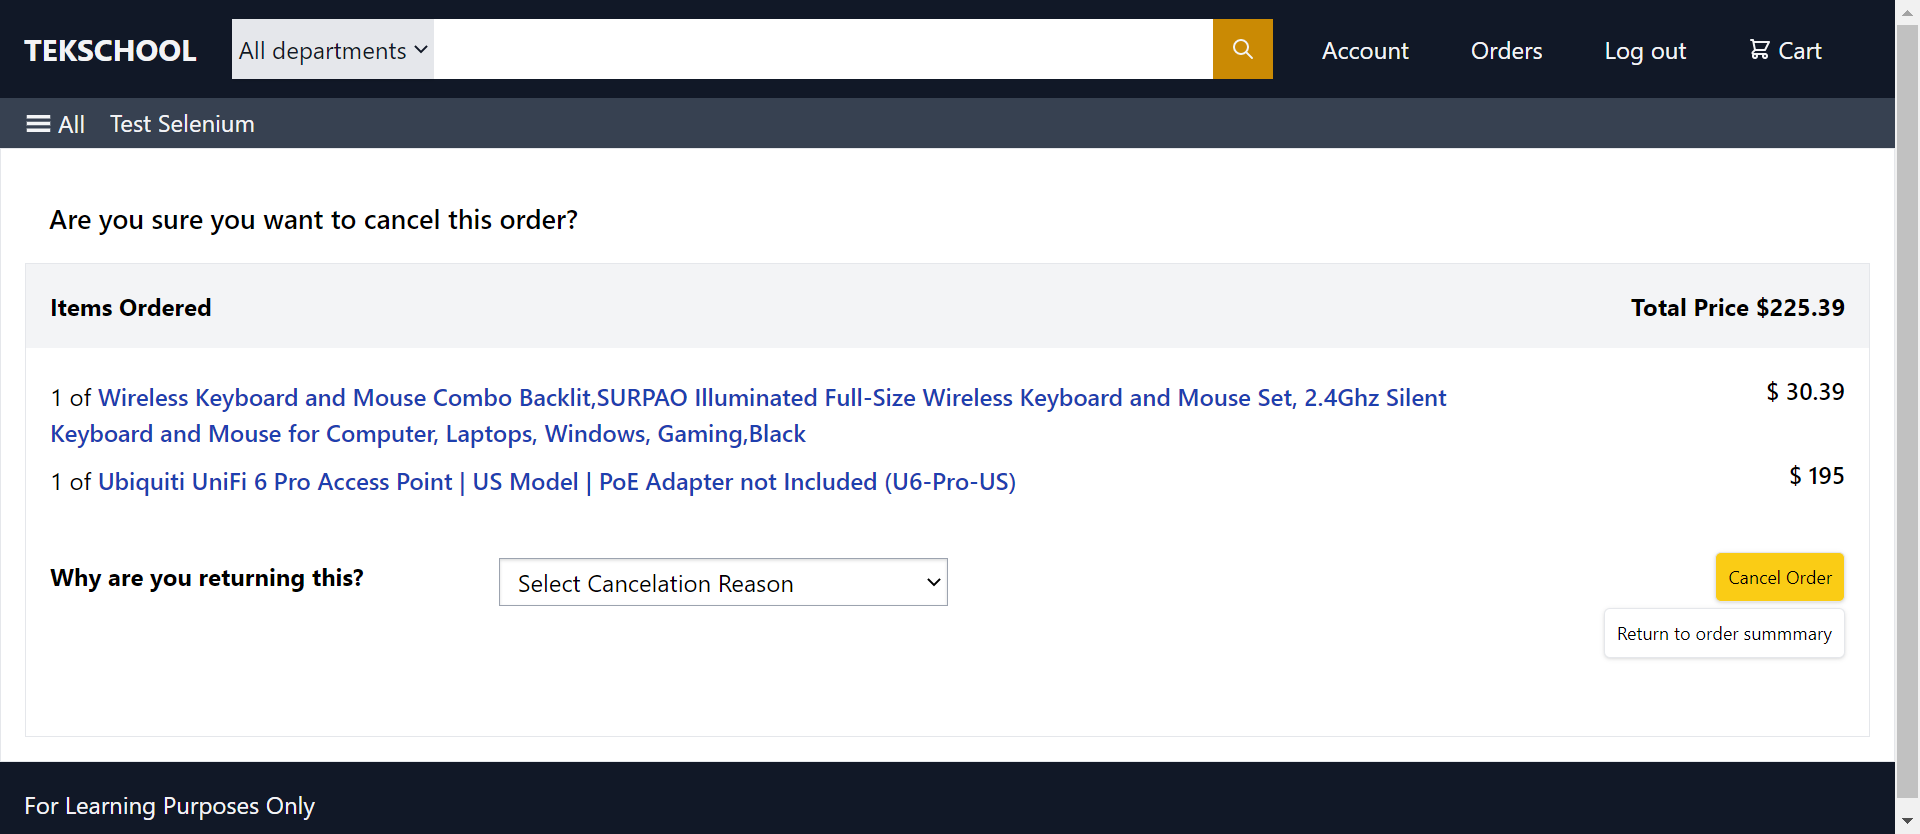 TEKSCHOOL
All departments
Account
Orders
Log out
Cart
All
Test Selenium
Are you sure you want to cancel this order?
Items Ordered
Total Price $225.39
1 of Wireless Keyboard and Mouse Combo Backlit,SURPAO Illuminated Full-Size Wireless Keyboard and Mouse Set, 2.4Ghz Silent
Keyboard and Mouse for Computer, Laptops, Windows, Gaming,Black
$ 30.39
1 of Ubiquiti UniFi 6 Pro Access Point | US Model | PoE Adapter not Included (U6-Pro-US)
$ 195
Why are you returning this?
Select Cancelation Reason
Cancel Order
Return to order summmary
For Learning Purposes Only